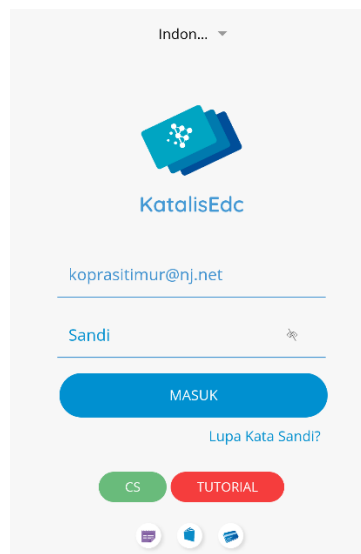 Indon...
KatalisEdc
koprasitimur@nj.net
Sandi
MASUK
Lupa Kata Sandi?
CS TUTORIAL